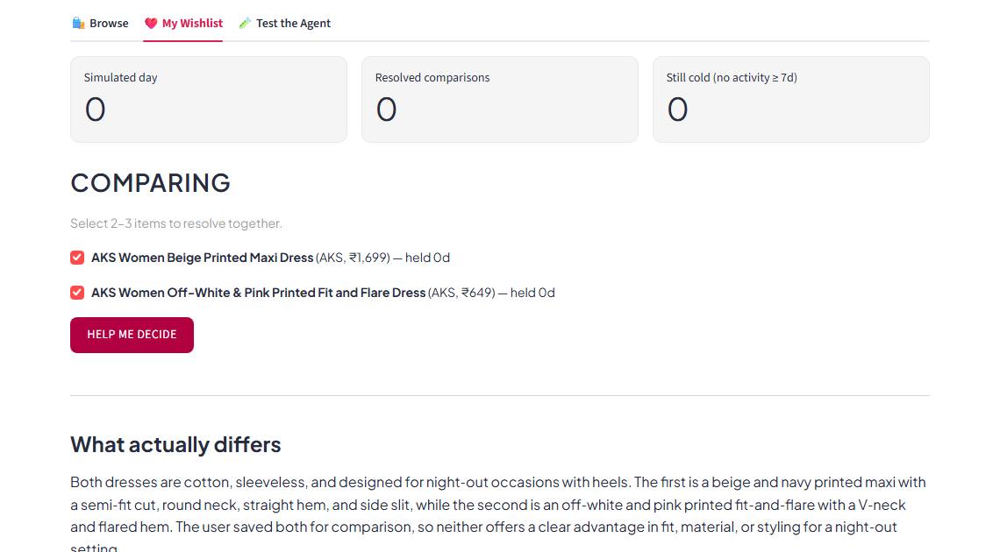 Browse
My Wishlist
Test the Agent
Simulated day
0
Resolved comparisons
0
Still cold (no activity ≥ 7d)
0
COMPARING
Select 2–3 items to resolve together.
AKS Women Beige Printed Maxi Dress (AKS, ₹1,699) — held 0d
AKS Women Off-White & Pink Printed Fit and Flare Dress (AKS, ₹649) — held 0d
HELP ME DECIDE
What actually differs
Both dresses are cotton, sleeveless, and designed for night-out occasions with heels. The first is a beige and navy printed maxi with
a semi-fit cut, round neck, straight hem, and side slit, while the second is an off-white and pink printed fit-and-flare with a V-neck
and flared hem. The user saved both for comparison, so neither offers a clear advantage in fit, material, or styling for a night-out
setting.